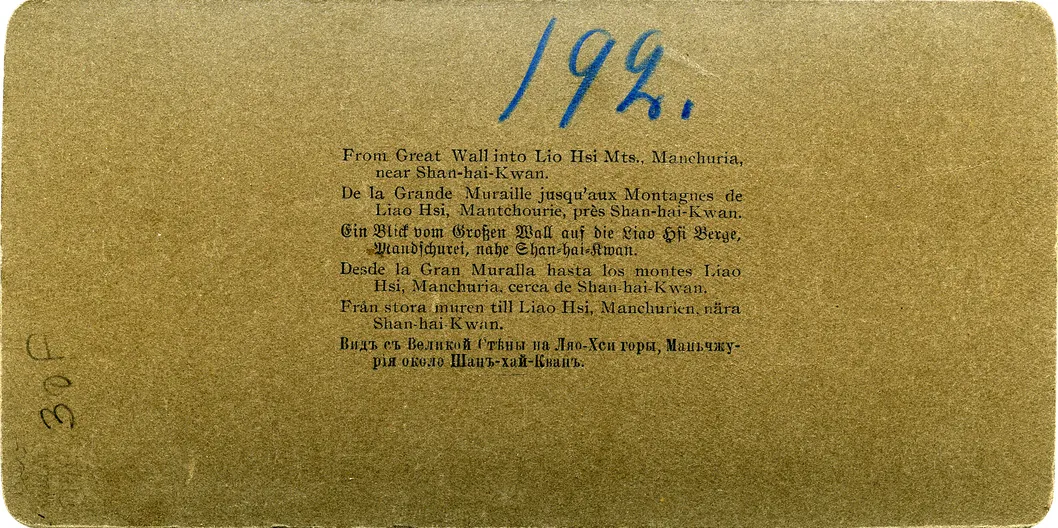 192.
From Great Wall into Lio Hsi Mts., Manchuria,
near Shan-hai-Kwan.
De la Grande Muraille jusqu'aux Montagnes de
Liao Hsi, Mantchourie, près Shan-hai-Kwan.
Ein Blick vom Großen Wall auf die Liao Hsi Berge,
Mandschurei, nahe Shan-hai-Kwan.
Desde la Gran Muralla hasta los montes Liao
Hsi, Manchuria, cerca de Shan-hai-Kwan.
Från stora muren till Liao Hsi, Manchurien, nära
Shan-hai-Kwan.
Видъ съ Великой Стѣны на Ляо-Хси горы, Маньчжу-
рія около Шанъ-хай-Кванъ.
30F